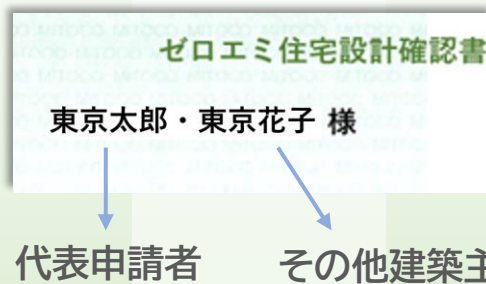 ゼロエミ住宅設計確認書
東京太郎・東京花子 様
代表申請者
その他建築主